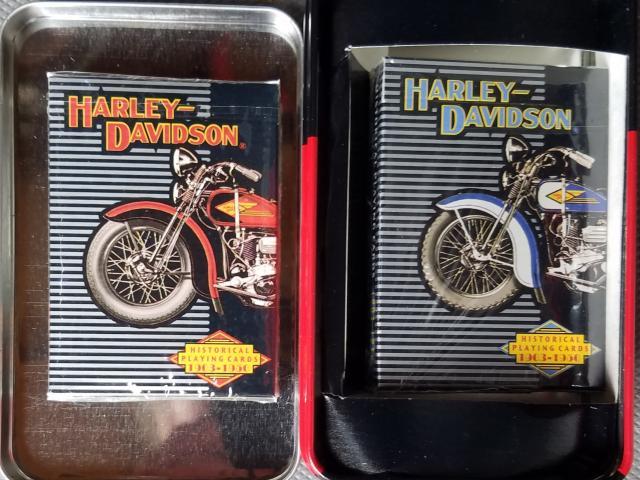 HARLEY-
DAVIDSON®
HISTORICAL
PLAYING CARDS
1903-1950
HARLEY-
DAVIDSON
HISTORICAL
PLAYING CARDS
1903-1950